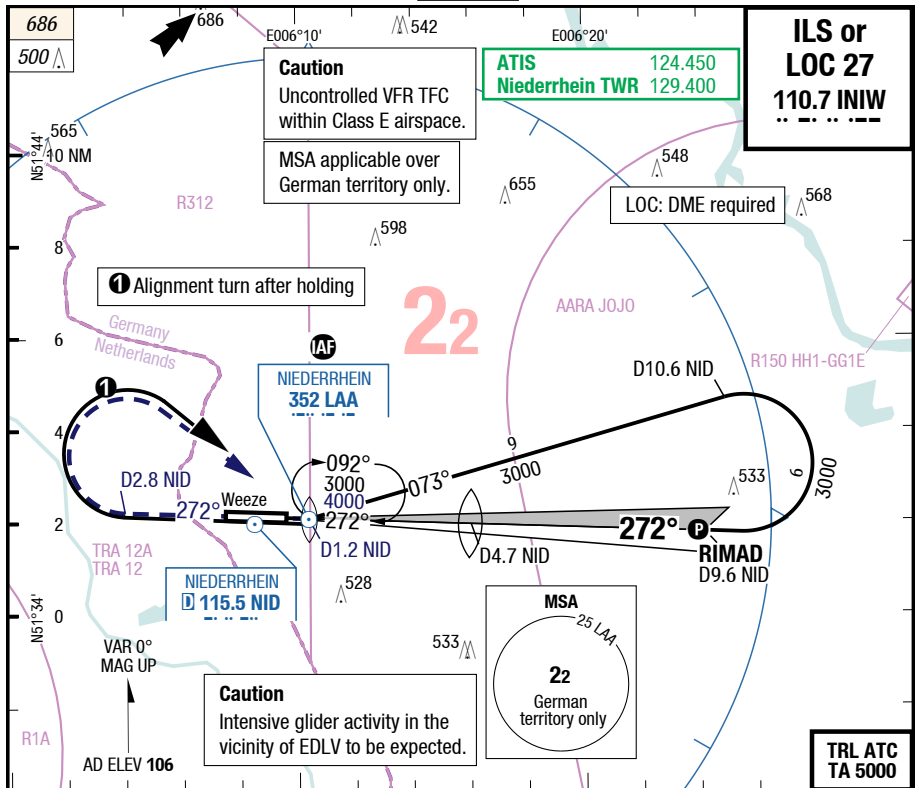 686
500
686
542
E006°10'
E006°20'
ILS or
LOC 27
110.7 INIW
ATIS 124.450
Niederrhein TWR 129.400
Caution
Uncontrolled VFR TFC
within Class E airspace.
MSA applicable over
German territory only.
565
10 NM
N51°44'
R312
655
548
568
598
LOC: DME required
8
1 Alignment turn after holding
22
AARA JOJO
Germany
Netherlands
6
IAF
R150 HH1-GG1E
NIEDERRHEIN
352 LAA
D10.6 NID
1
4
9
3000
073°
6
3000
092°
3000
4000
272°
D2.8 NID
272°
Weeze
533
2
D1.2 NID
D4.7 NID
272°
P
RIMAD
D9.6 NID
TRA 12A
TRA 12
NIEDERRHEIN
D 115.5 NID
528
N51°34'
0
533
MSA
25 LAA
22
German
territory only
VAR 0°
MAG UP
Caution
Intensive glider activity in the
vicinity of EDLV to be expected.
R1A
AD ELEV 106
TRL ATC
TA 5000